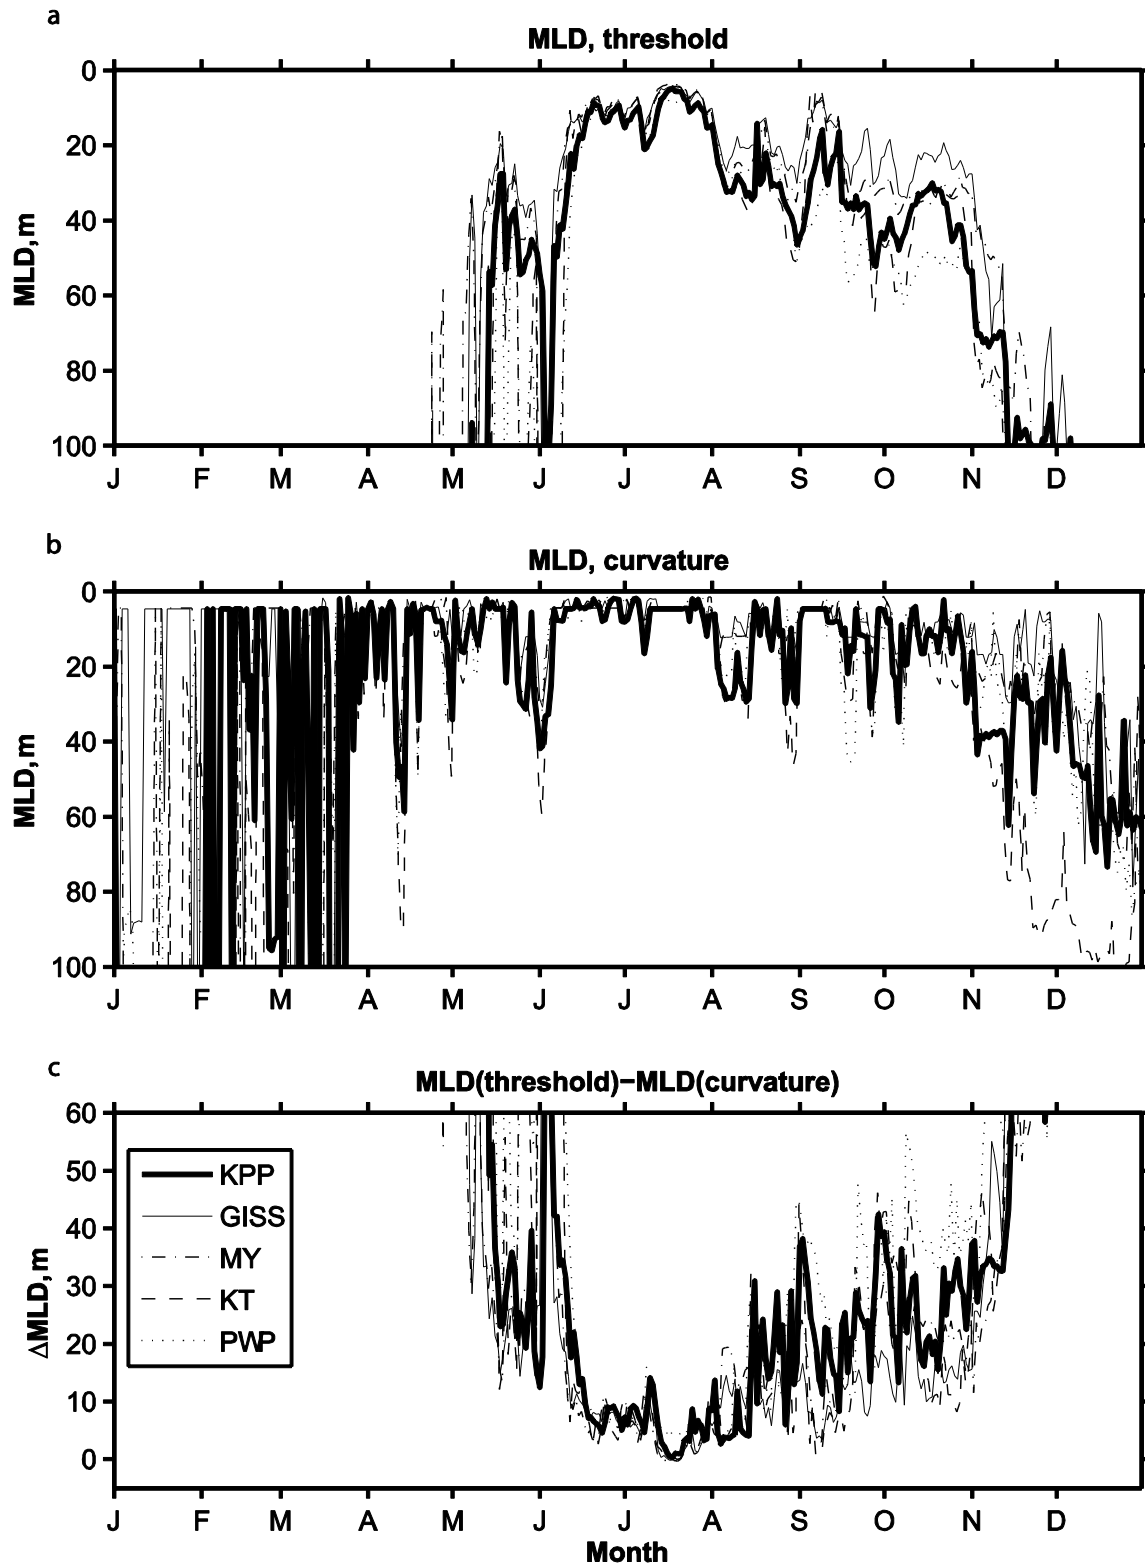 a
MLD, threshold
0
20
40
60
80
100
MLD, m
J F M A M J J A S O N D
b
MLD, curvature
0
20
40
60
80
100
MLD, m
J F M A M J J A S O N D
c
MLD(threshold)−MLD(curvature)
60
50
40
30
20
10
0
ΔMLD, m
KPP
GISS
MY
KT
PWP
J F M A M J J A S O N D
Month